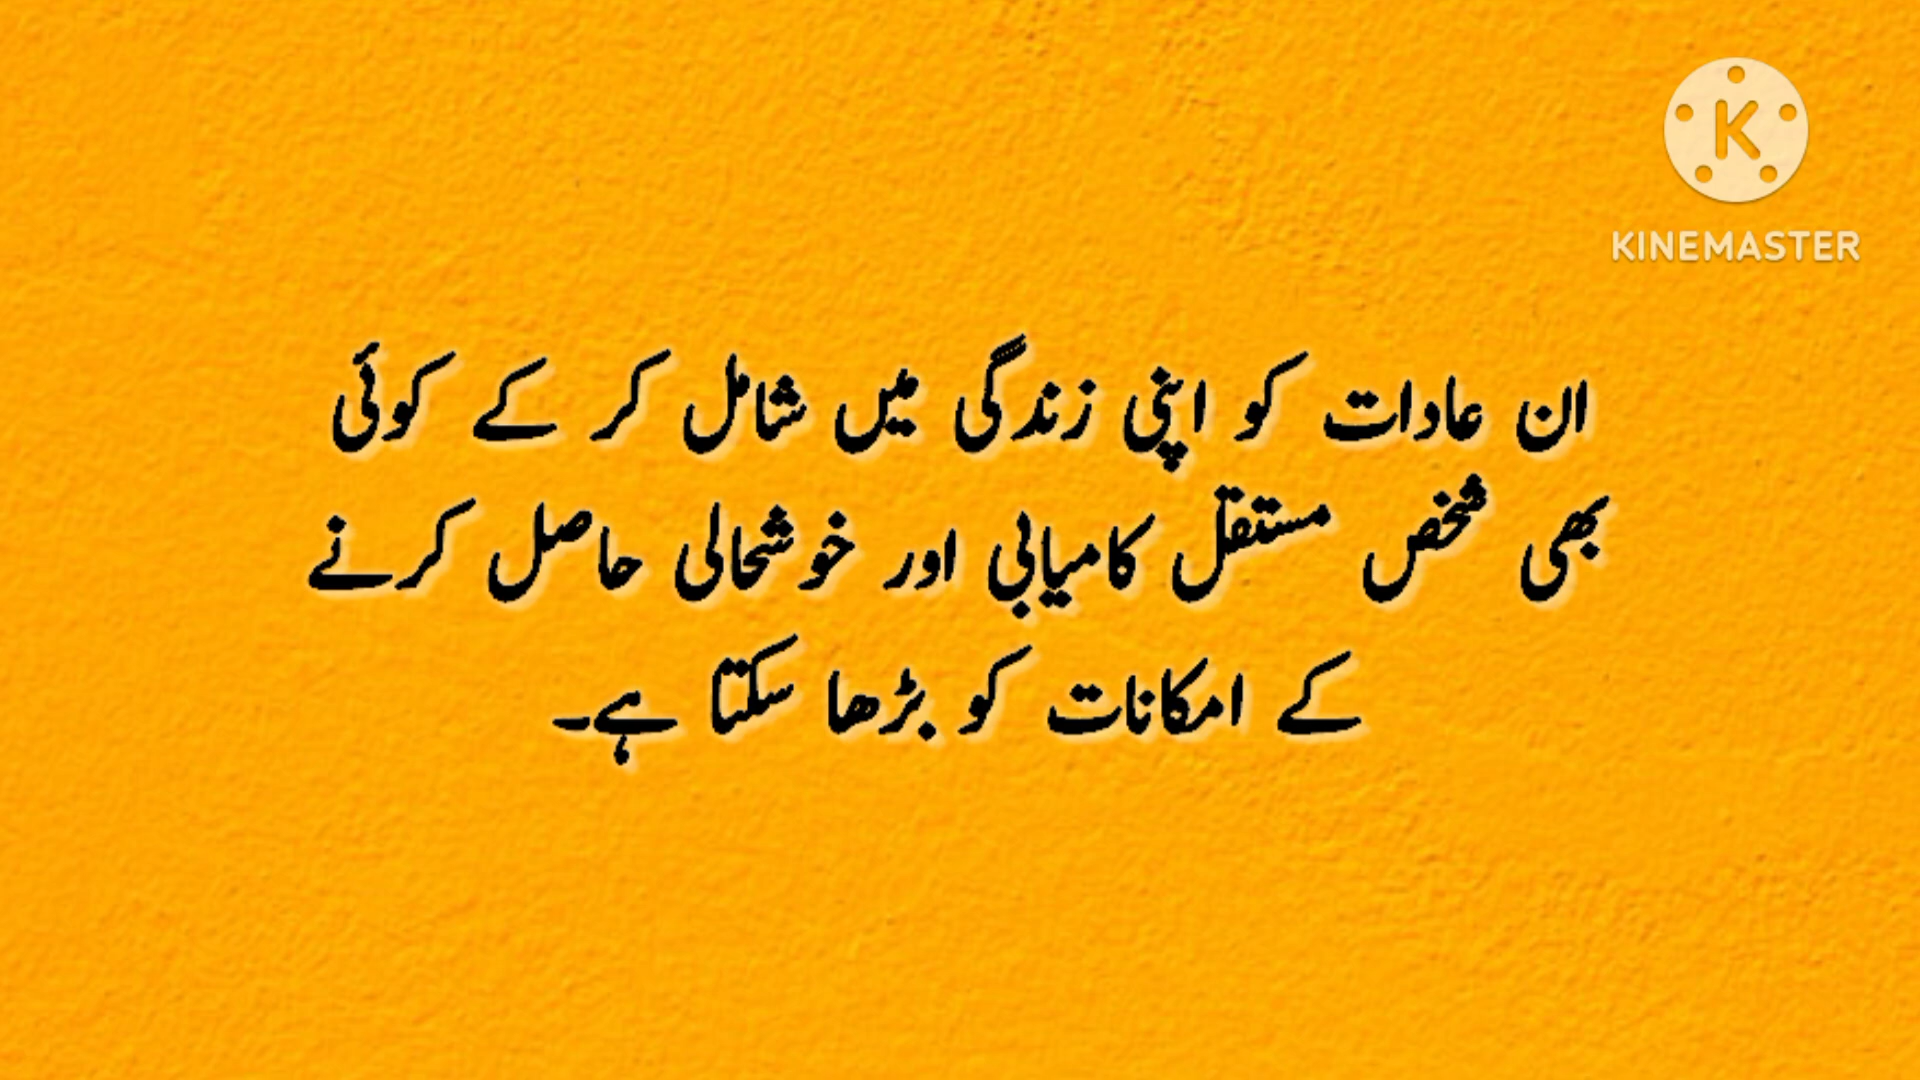 KINEMASTER
ان عادات کو اپنی زندگی میں شامل کر کے کوئی
بھی شخص مستقل کامیابی اور خوشحالی حاصل کرنے
کے امکانات کو بڑھا سکتا ہے۔